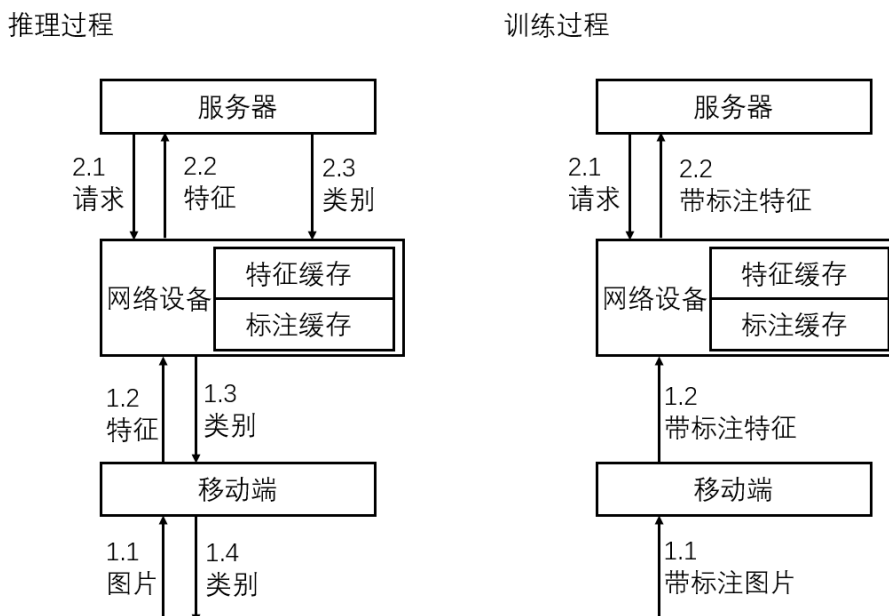 推理过程
服务器
2.1
请求
2.2
特征
2.3
类别
网络设备
特征缓存
标注缓存
1.2
特征
1.3
类别
移动端
1.1
图片
1.4
类别
训练过程
服务器
2.1
请求
2.2
带标注特征
网络设备
特征缓存
标注缓存
1.2
带标注特征
移动端
1.1
带标注图片